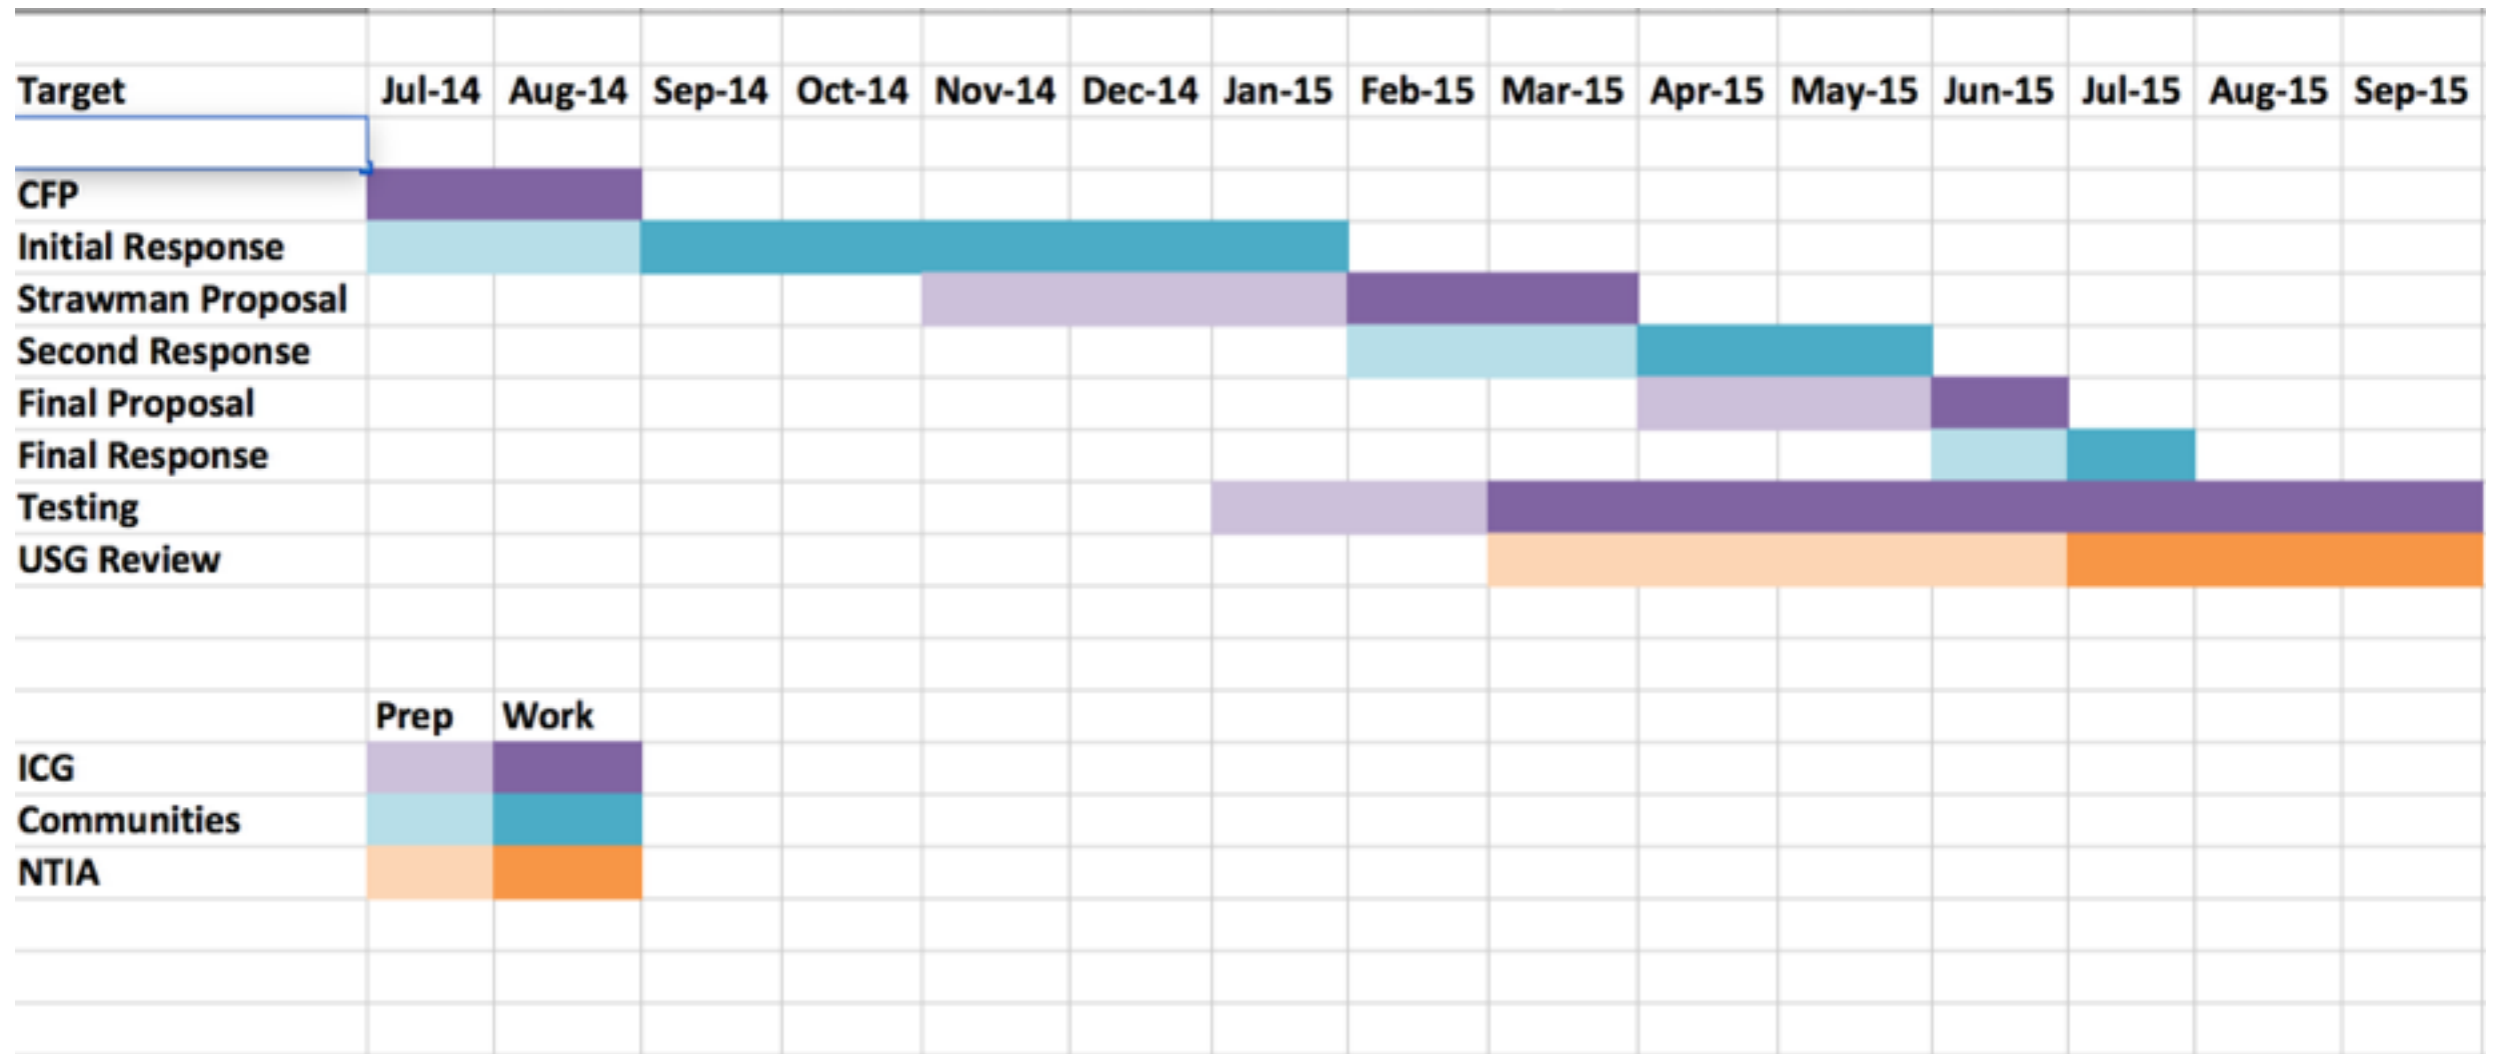 Target Jul-14 Aug-14 Sep-14 Oct-14 Nov-14 Dec-14 Jan-15 Feb-15 Mar-15 Apr-15 May-15 Jun-15 Jul-15 Aug-15 Sep-15
CFP
Initial Response
Strawman Proposal
Second Response
Final Proposal
Final Response
Testing
USG Review
Prep Work
ICG
Communities
NTIA